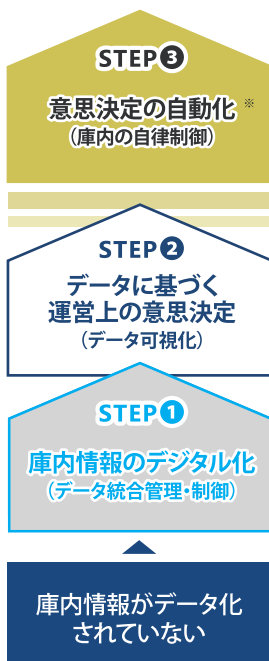 STEP❸
意思決定の自動化※
（庫内の自律制御）
STEP❷
データに基づく
運営上の意思決定
（データ可視化）
STEP❶
庫内情報のデジタル化
（データ統合管理・制御）
庫内情報がデータ化
されていない